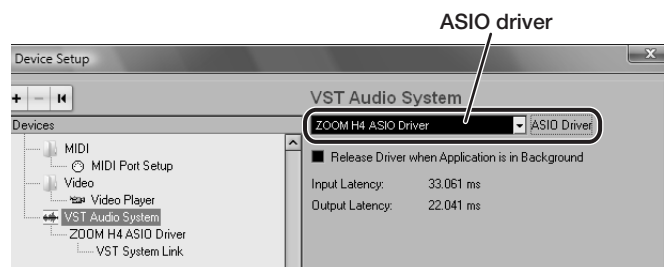 ASIO driver
Device Setup
VST Audio System
Devices
ZOOM H4 ASIO Driver ASIO Driver
MIDI
MIDI Port Setup
Video
Video Player
VST Audio System
ZOOM H4 ASIO Driver
VST System Link
Release Driver when Application is in Background
Input Latency: 33.061 ms
Output Latency: 22.041 ms